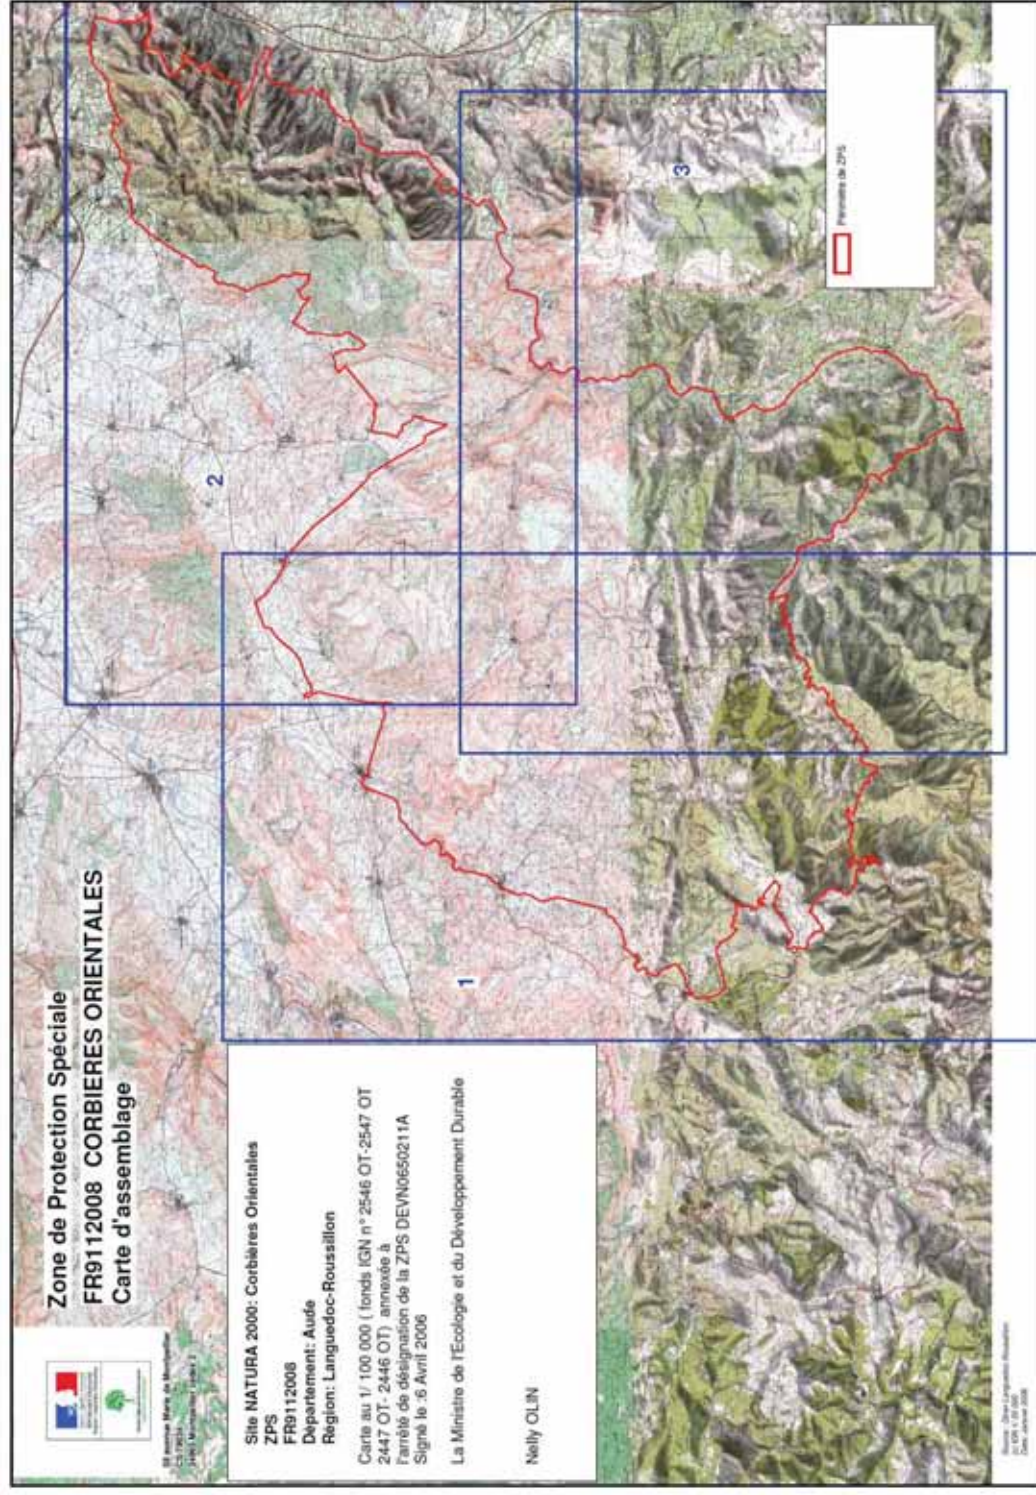 Zone de Protection Spéciale
FR9112008 CORBIERES ORIENTALES
Carte d'assemblage
Site NATURA 2000: Corbières Orientales
ZPS
FR9112008
Département: Aude
Région: Languedoc-Roussillon
Carte au 1/ 100 000 ( fonds IGN n° 2546 OT-2547 OT
2447 OT- 2446 OT) annexée à
l'arrêté de désignation de la ZPS DEVN0650211A
Signé le :6 Avril 2006
La Ministre de l'Ecologie et du Développement Durable
Nelly OLIN
1
2
3
Périmètre de ZPS